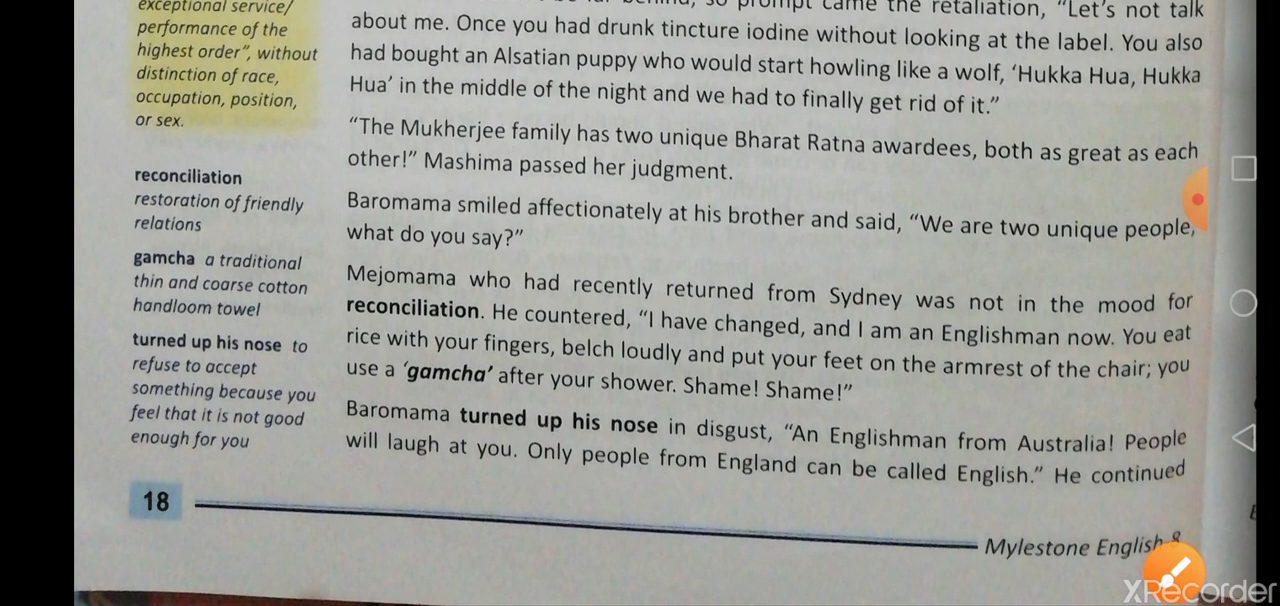 exceptional service/
performance of the
highest order", without
distinction of race,
occupation, position,
or sex.
reconciliation
restoration of friendly
relations
gamcha a traditional
thin and coarse cotton
handloom towel
turned up his nose to
refuse to accept
something because you
feel that it is not good
enough for you
so prompt came the retaliation, "Let's not talk
about me. Once you had drunk tincture iodine without looking at the label. You also
had bought an Alsatian puppy who would start howling like a wolf, 'Hukka Hua, Hukka
Hua' in the middle of the night and we had to finally get rid of it."
"The Mukherjee family has two unique Bharat Ratna awardees, both as great as each
other!" Mashima passed her judgment.
Baromama smiled affectionately at his brother and said, "We are two unique people,
what do you say?"
Mejomama who had recently returned from Sydney was not in the mood for
reconciliation. He countered, "I have changed, and I am an Englishman now. You eat
rice with your fingers, belch loudly and put your feet on the armrest of the chair; you
use a 'gamcha' after your shower. Shame! Shame!"
Baromama turned up his nose in disgust, "An Englishman from Australia! People
will laugh at you. Only people from England can be called English." He continued
18
Mylestone English 8
XRecorder